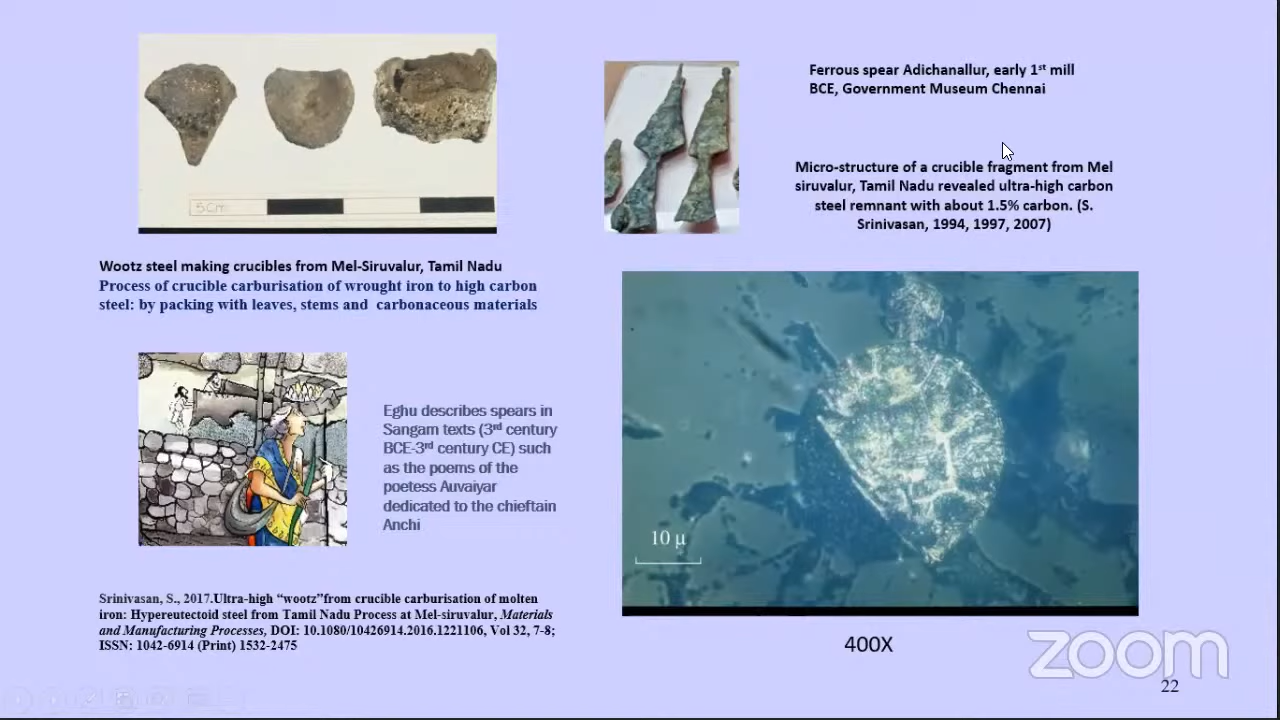 5cm
Wootz steel making crucibles from Mel-Siruvalur, Tamil Nadu
Process of crucible carburisation of wrought iron to high carbon
steel: by packing with leaves, stems and carbonaceous materials
Ferrous spear Adichanallur, early 1st mill
BCE, Government Museum Chennai
Micro-structure of a crucible fragment from Mel
siruvalur, Tamil Nadu revealed ultra-high carbon
steel remnant with about 1.5% carbon. (S.
Srinivasan, 1994, 1997, 2007)
Eghu describes spears in
Sangam texts (3rd century
BCE-3rd century CE) such
as the poems of the
poetess Auvaiyar
dedicated to the chieftain
Anchi
10 μ
400X
Srinivasan, S., 2017.Ultra-high “wootz”from crucible carburisation of molten
iron: Hypereutectoid steel from Tamil Nadu Process at Mel-siruvalur, Materials
and Manufacturing Processes, DOI: 10.1080/10426914.2016.1221106, Vol 32, 7-8;
ISSN: 1042-6914 (Print) 1532-2475
zoom
22